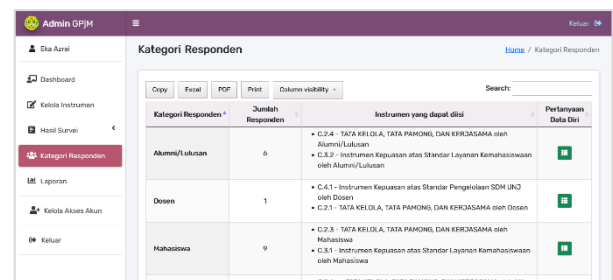 Admin GPJM
Keluar
Eka Azrai
Kategori Responden
Home / Kategori Responden
Dashboard
Kelola Instrumen
Hasil Survei
Kategori Responden
Laporan
Kelola Akses Akun
Keluar
Copy Excel PDF Print Column visibility
Search:
Kategori Responden Jumlah Responden Instrumen yang dapat diisi Pertanyaan Data Diri
• C.2.4 - TATA KELOLA, TATA PAMONG, DAN KERJASAMA oleh
Alumni/Lulusan
Alumni/Lulusan 6
• C.3.2 - Instrumen Kepuasan atas Standar Layanan Kemahasiswaan
oleh Alumni/Lulusan
• C.4.1 - Instrumen Kepuasan atas Standar Pengelolaan SDM UNJ
oleh Dosen
Dosen 1
• C.2.1 - TATA KELOLA, TATA PAMONG, DAN KERJASAMA oleh Dosen
• C.2.3 - TATA KELOLA, TATA PAMONG, DAN KERJASAMA oleh
Mahasiswa
Mahasiswa 9
• C.3.1 - Instrumen Kepuasan atas Standar Layanan Kemahasiswaan
oleh Mahasiswa